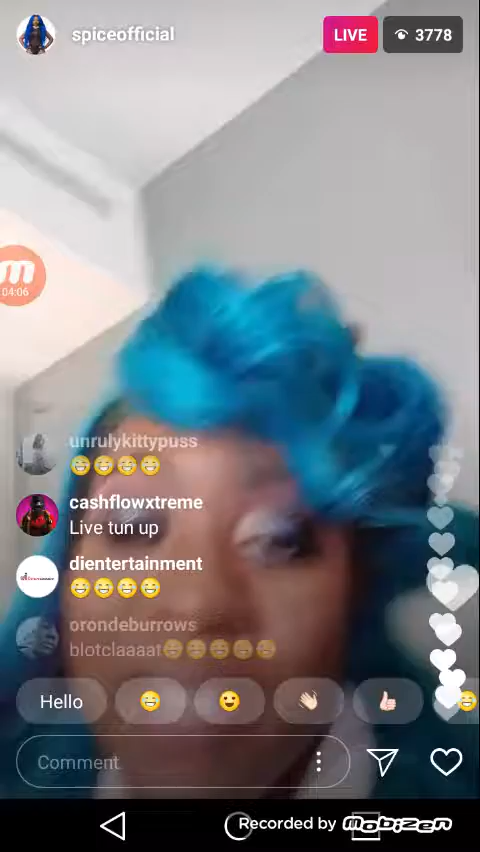 spiceofficial
LIVE
3778
04:06
unrulykittypuss
😁😁😁😁
cashflowxtreme
Live tun up
dientertainment
😁😁😁😁
orondeburrows
blotclaaaat😁😁😁😁😁
Hello
Comment
Recorded by Mobizen